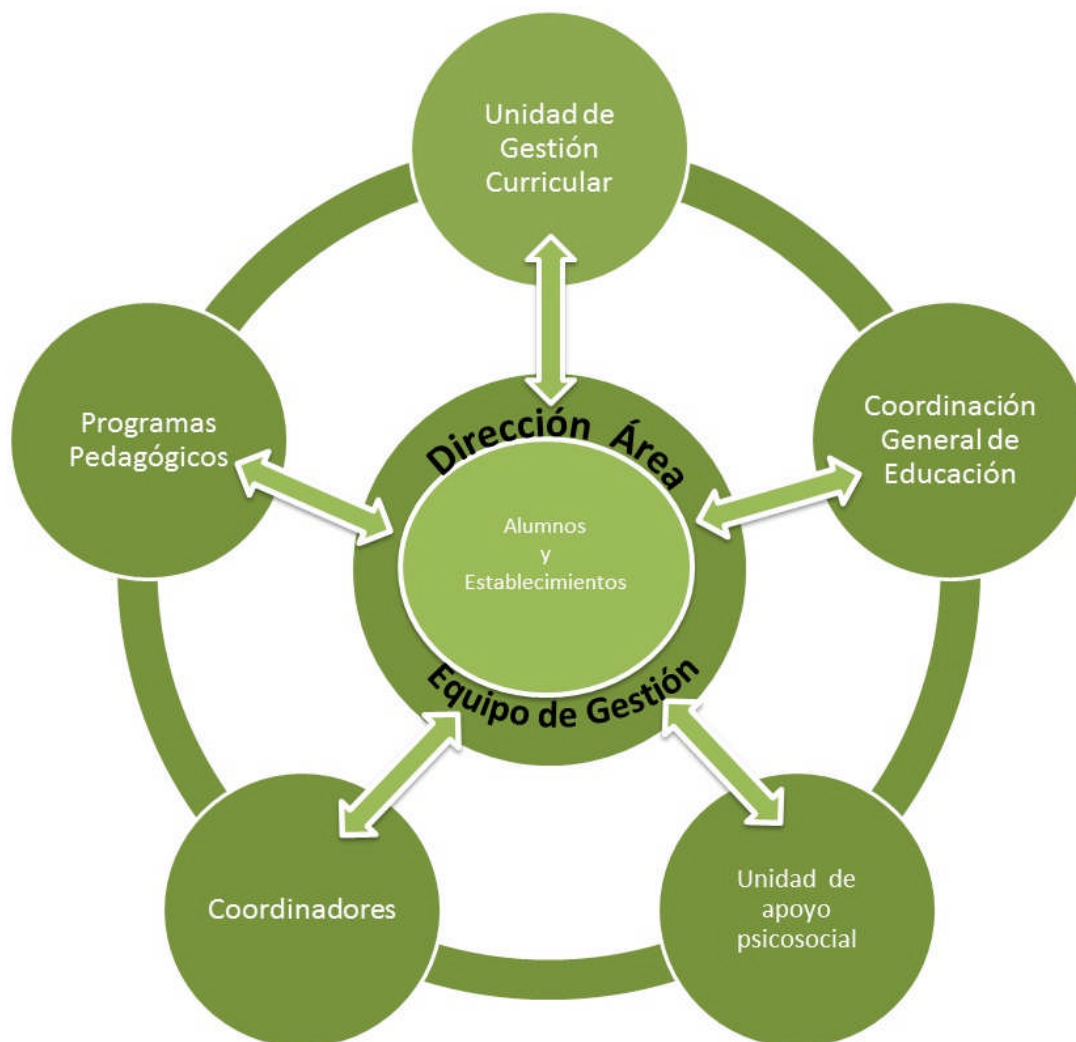 Unidad de
Gestión
Curricular
Programas
Pedagógicos
Coordinación
General de
Educación
Dirección Área
Alumnos
y
Establecimientos
Equipo de Gestión
Coordinadores
Unidad de
apoyo
psicosocial